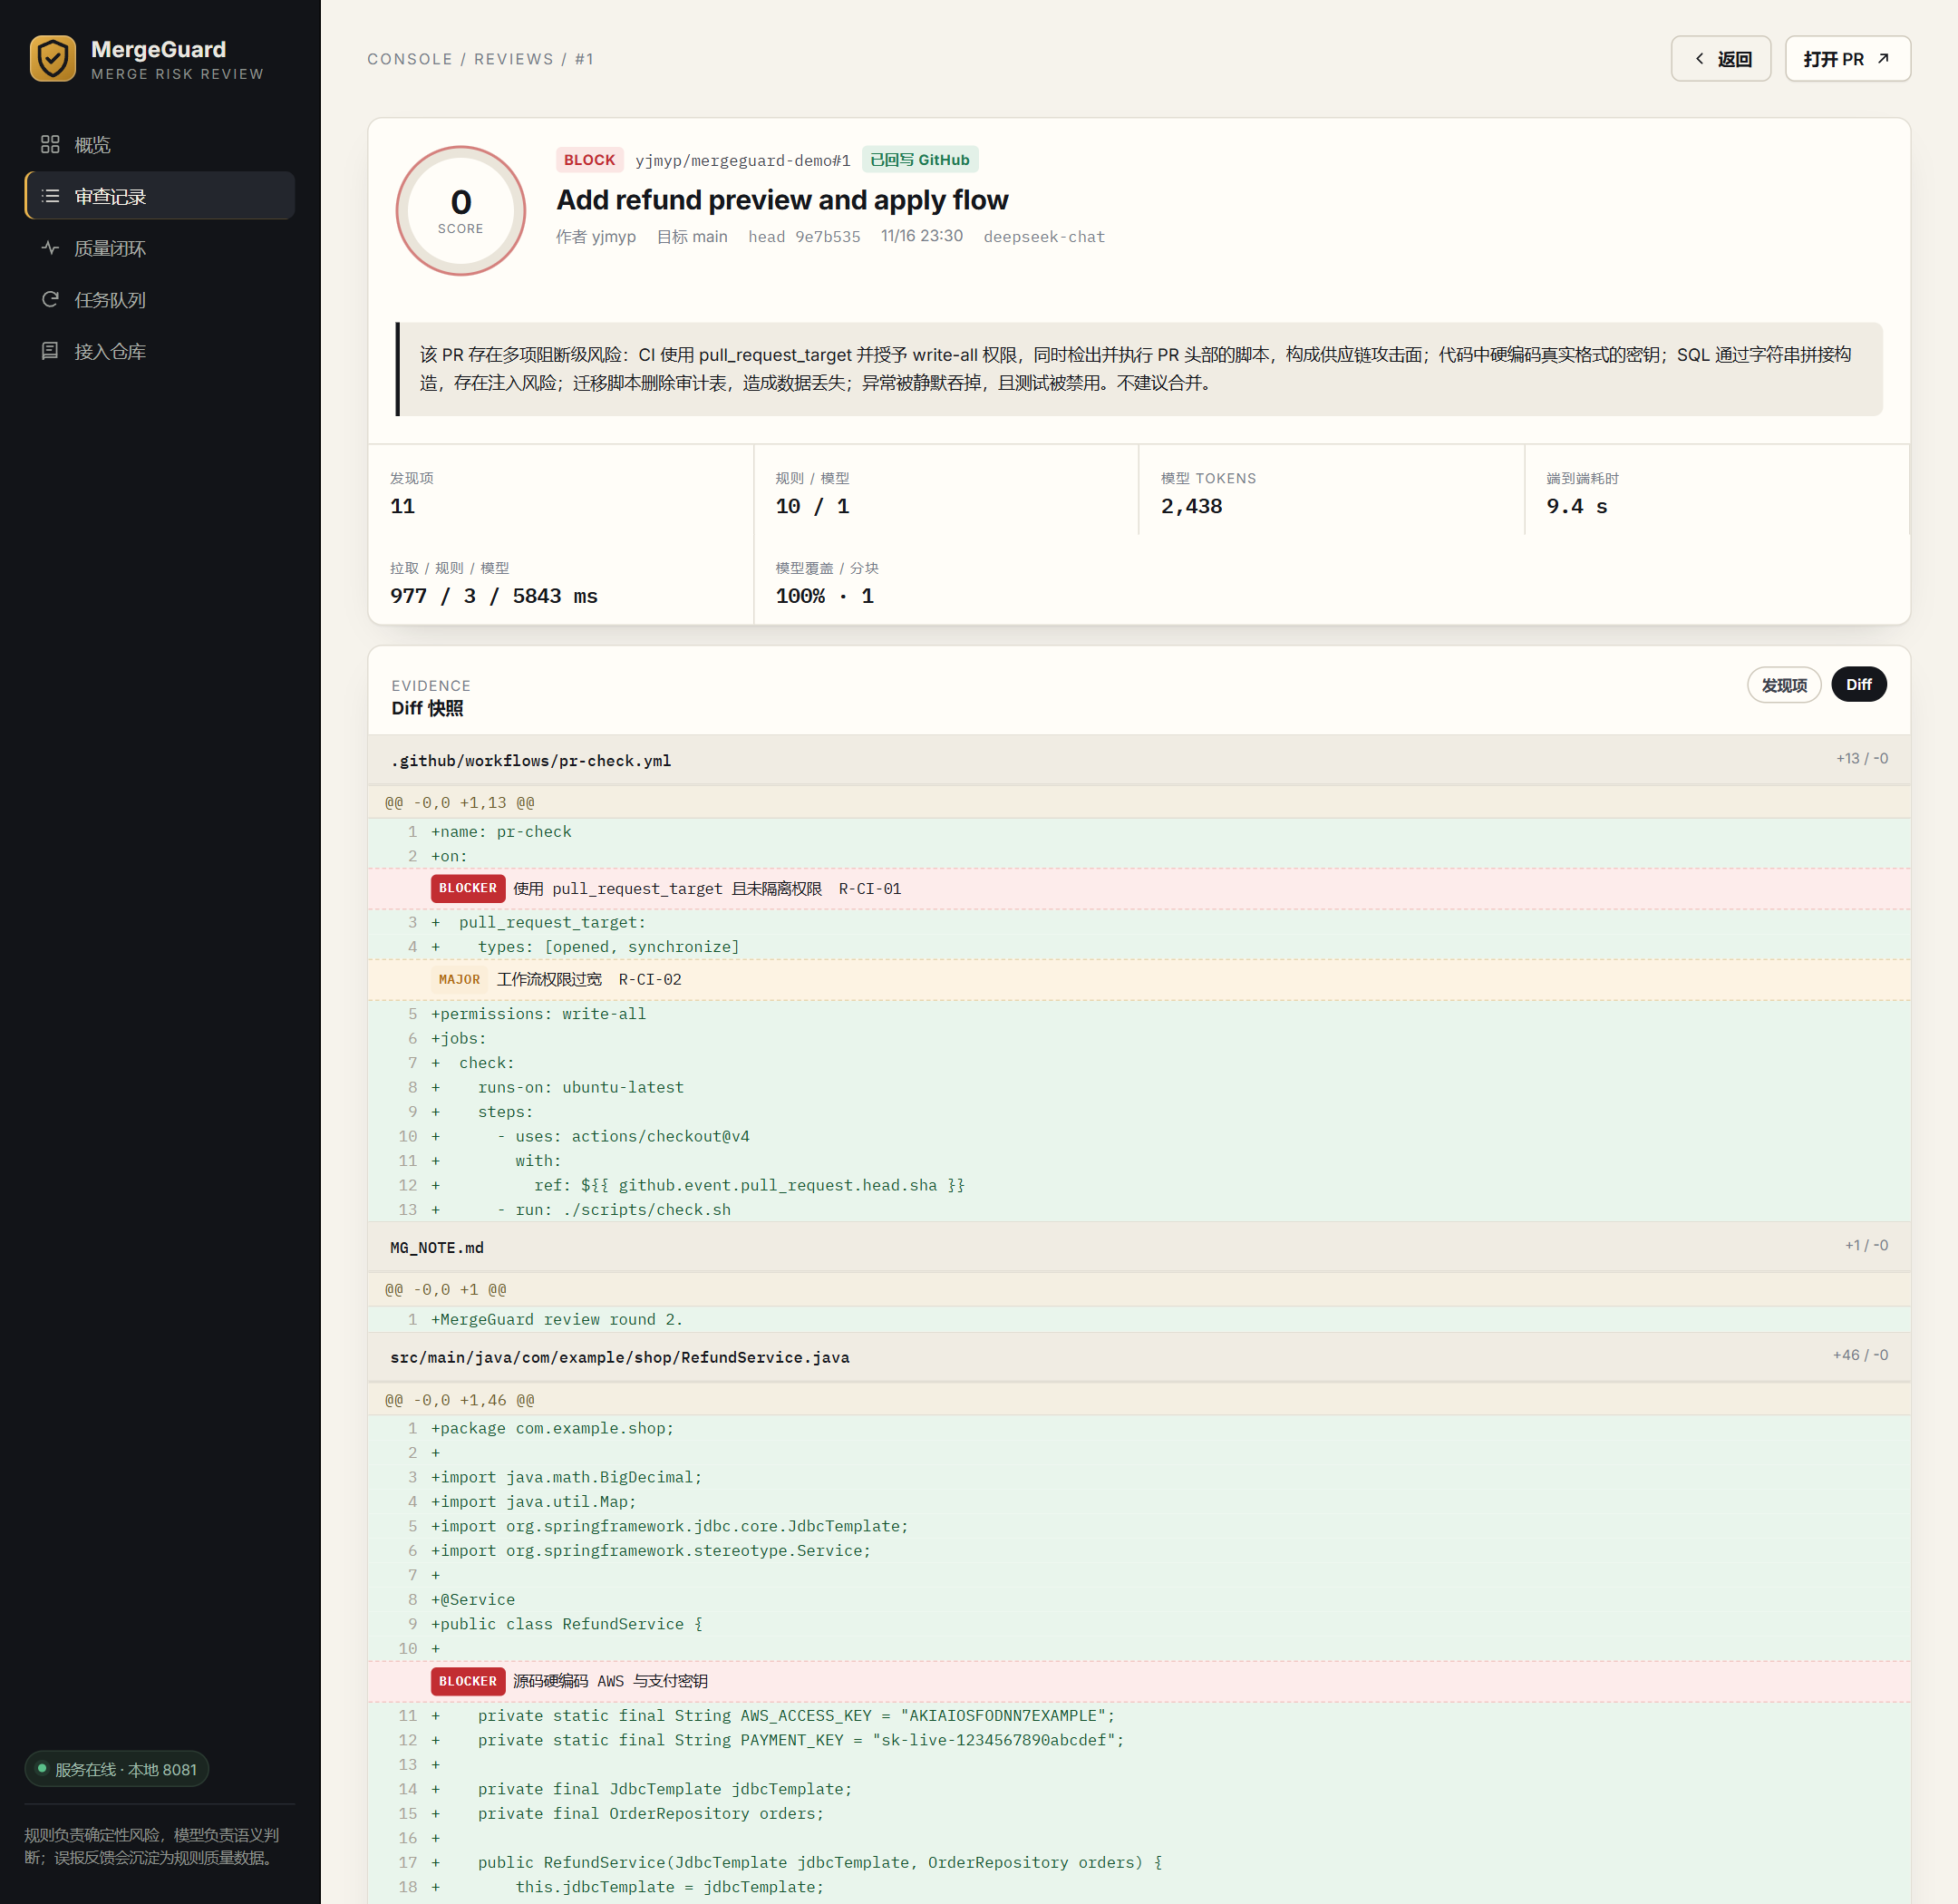 MergeGuard
MERGE RISK REVIEW
概览
审查记录
质量闭环
任务队列
接入仓库
服务在线 · 本地 8081
规则负责确定性风险，模型负责语义判
断；误报反馈会沉淀为规则质量数据。
CONSOLE / REVIEWS / #1
返回
打开 PR
0
SCORE
BLOCK yjmyp/mergeguard-demo#1 已回写 GitHub
Add refund preview and apply flow
作者 yjmyp 目标 main head 9e7b535 11/16 23:30 deepseek-chat
该 PR 存在多项阻断级风险：CI 使用 pull_request_target 并授予 write-all 权限，同时检出并执行 PR 头部的脚本，构成供应链攻击面；代码中硬编码真实格式的密钥；SQL 通过字符串拼接构
造，存在注入风险；迁移脚本删除审计表，造成数据丢失；异常被静默吞掉，且测试被禁用。不建议合并。
发现项
11
规则 / 模型
10 / 1
模型 TOKENS
2,438
端到端耗时
9.4 s
拉取 / 规则 / 模型
977 / 3 / 5843 ms
模型覆盖 / 分块
100% · 1
EVIDENCE
Diff 快照
发现项
Diff
.github/workflows/pr-check.yml +13 / -0
@@ -0,0 +1,13 @@
1 +name: pr-check
2 +on:
BLOCKER 使用 pull_request_target 且未隔离权限 R-CI-01
3 +  pull_request_target:
4 +    types: [opened, synchronize]
MAJOR 工作流权限过宽 R-CI-02
5 +permissions: write-all
6 +jobs:
7 +  check:
8 +    runs-on: ubuntu-latest
9 +    steps:
10 +      - uses: actions/checkout@v4
11 +        with:
12 +          ref: ${{ github.event.pull_request.head.sha }}
13 +      - run: ./scripts/check.sh
MG_NOTE.md +1 / -0
@@ -0,0 +1 @@
1 +MergeGuard review round 2.
src/main/java/com/example/shop/RefundService.java +46 / -0
@@ -0,0 +1,46 @@
1 +package com.example.shop;
2 +
3 +import java.math.BigDecimal;
4 +import java.util.Map;
5 +import org.springframework.jdbc.core.JdbcTemplate;
6 +import org.springframework.stereotype.Service;
7 +
8 +@Service
9 +public class RefundService {
10 +
BLOCKER 源码硬编码 AWS 与支付密钥
11 +    private static final String AWS_ACCESS_KEY = "AKIAIOSFODNN7EXAMPLE";
12 +    private static final String PAYMENT_KEY = "sk-live-1234567890abcdef";
13 +
14 +    private final JdbcTemplate jdbcTemplate;
15 +    private final OrderRepository orders;
16 +
17 +    public RefundService(JdbcTemplate jdbcTemplate, OrderRepository orders) {
18 +        this.jdbcTemplate = jdbcTemplate;